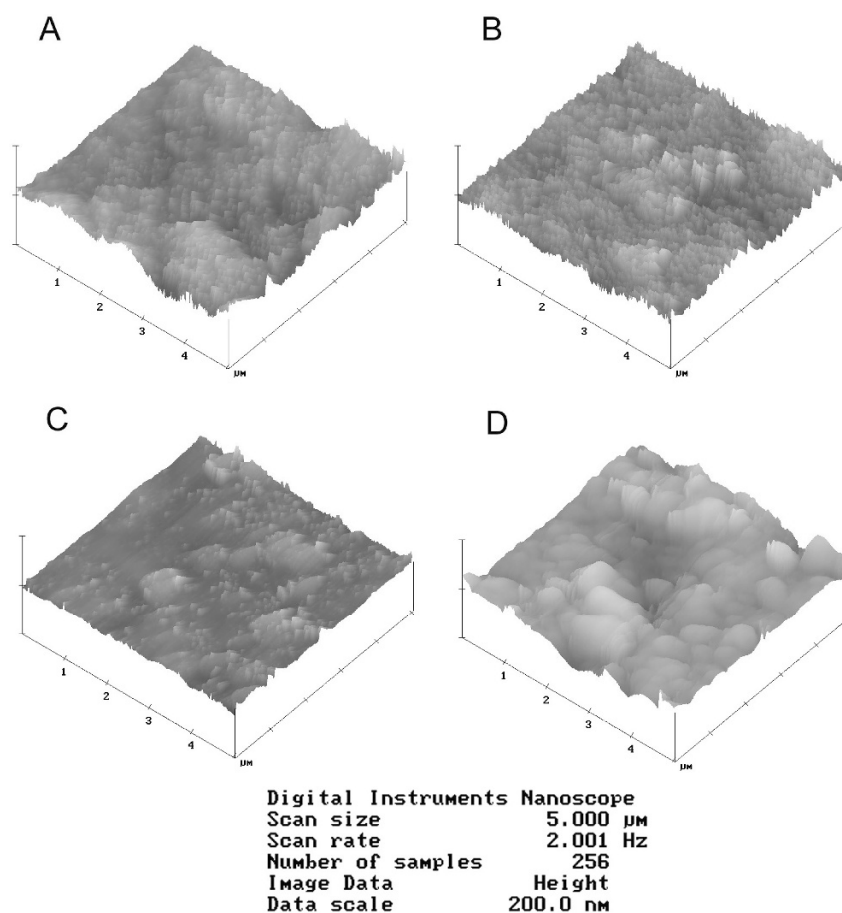 A
B
1
2
3
4
μM
1
2
3
4
μM
C
D
1
2
3
4
μM
1
2
3
4
μM
Digital Instruments Nanoscope
Scan size 5.000 μm
Scan rate 2.001 Hz
Number of samples 256
Image Data Height
Data scale 200.0 nm